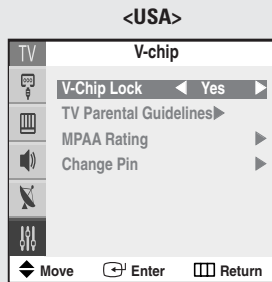 <USA>
TV
V-chip
V-Chip Lock ◀ Yes ▶
TV Parental Guidelines▶
MPAA Rating ▶
Change Pin ▶
Move Enter Return